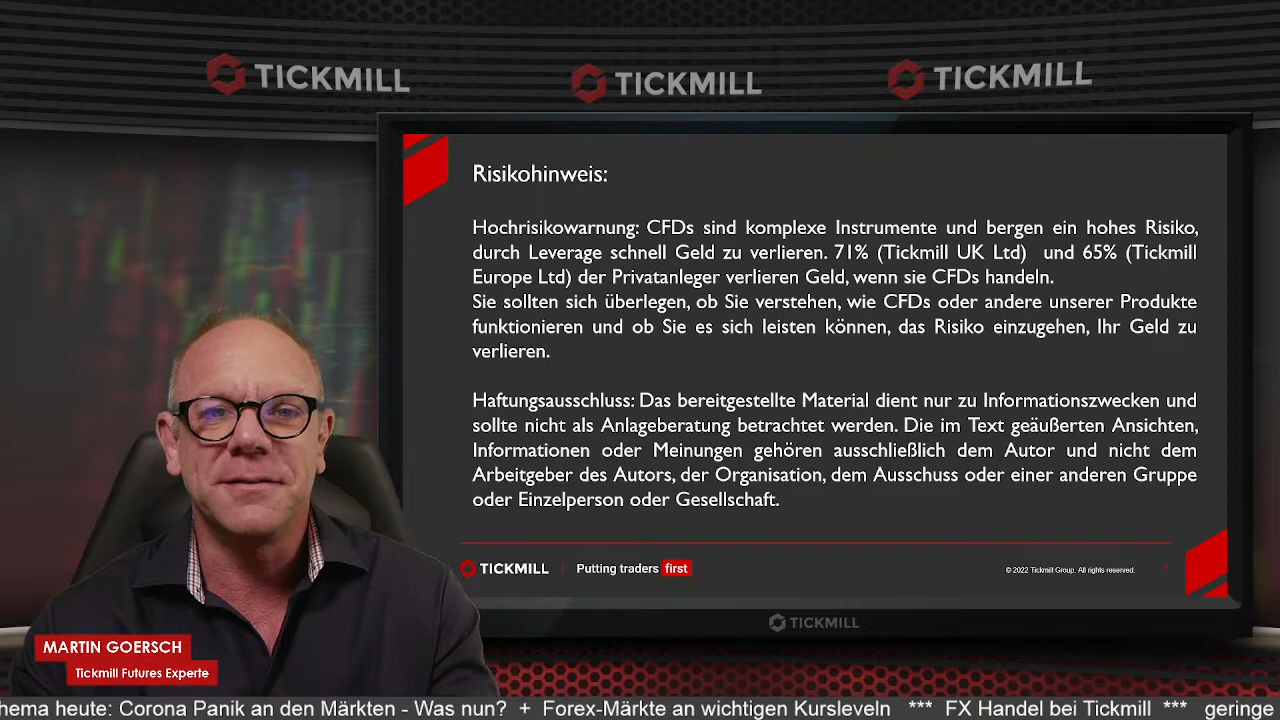 TICKMILL
TICKMILL
TICKMILL
Risikohinweis:
Hochrisikowarnung: CFDs sind komplexe Instrumente und bergen ein hohes Risiko,
durch Leverage schnell Geld zu verlieren. 71% (Tickmill UK Ltd) und 65% (Tickmill
Europe Ltd) der Privatanleger verlieren Geld, wenn sie CFDs handeln.
Sie sollten sich überlegen, ob Sie verstehen, wie CFDs oder andere unserer Produkte
funktionieren und ob Sie es sich leisten können, das Risiko einzugehen, Ihr Geld zu
verlieren.
Haftungsausschluss: Das bereitgestellte Material dient nur zu Informationszwecken und
sollte nicht als Anlageberatung betrachtet werden. Die im Text geäußerten Ansichten,
Informationen oder Meinungen gehören ausschließlich dem Autor und nicht dem
Arbeitgeber des Autors, der Organisation, dem Ausschuss oder einer anderen Gruppe
oder Einzelperson oder Gesellschaft.
TICKMILL | Putting traders first
© 2022 Tickmill Group. All rights reserved.
TICKMILL
MARTIN GOERSCH
Tickmill Futures Experte
hema heute: Corona Panik an den Märkten - Was nun? + Forex-Märkte an wichtigen Kursleveln *** FX Handel bei Tickmill *** geringe